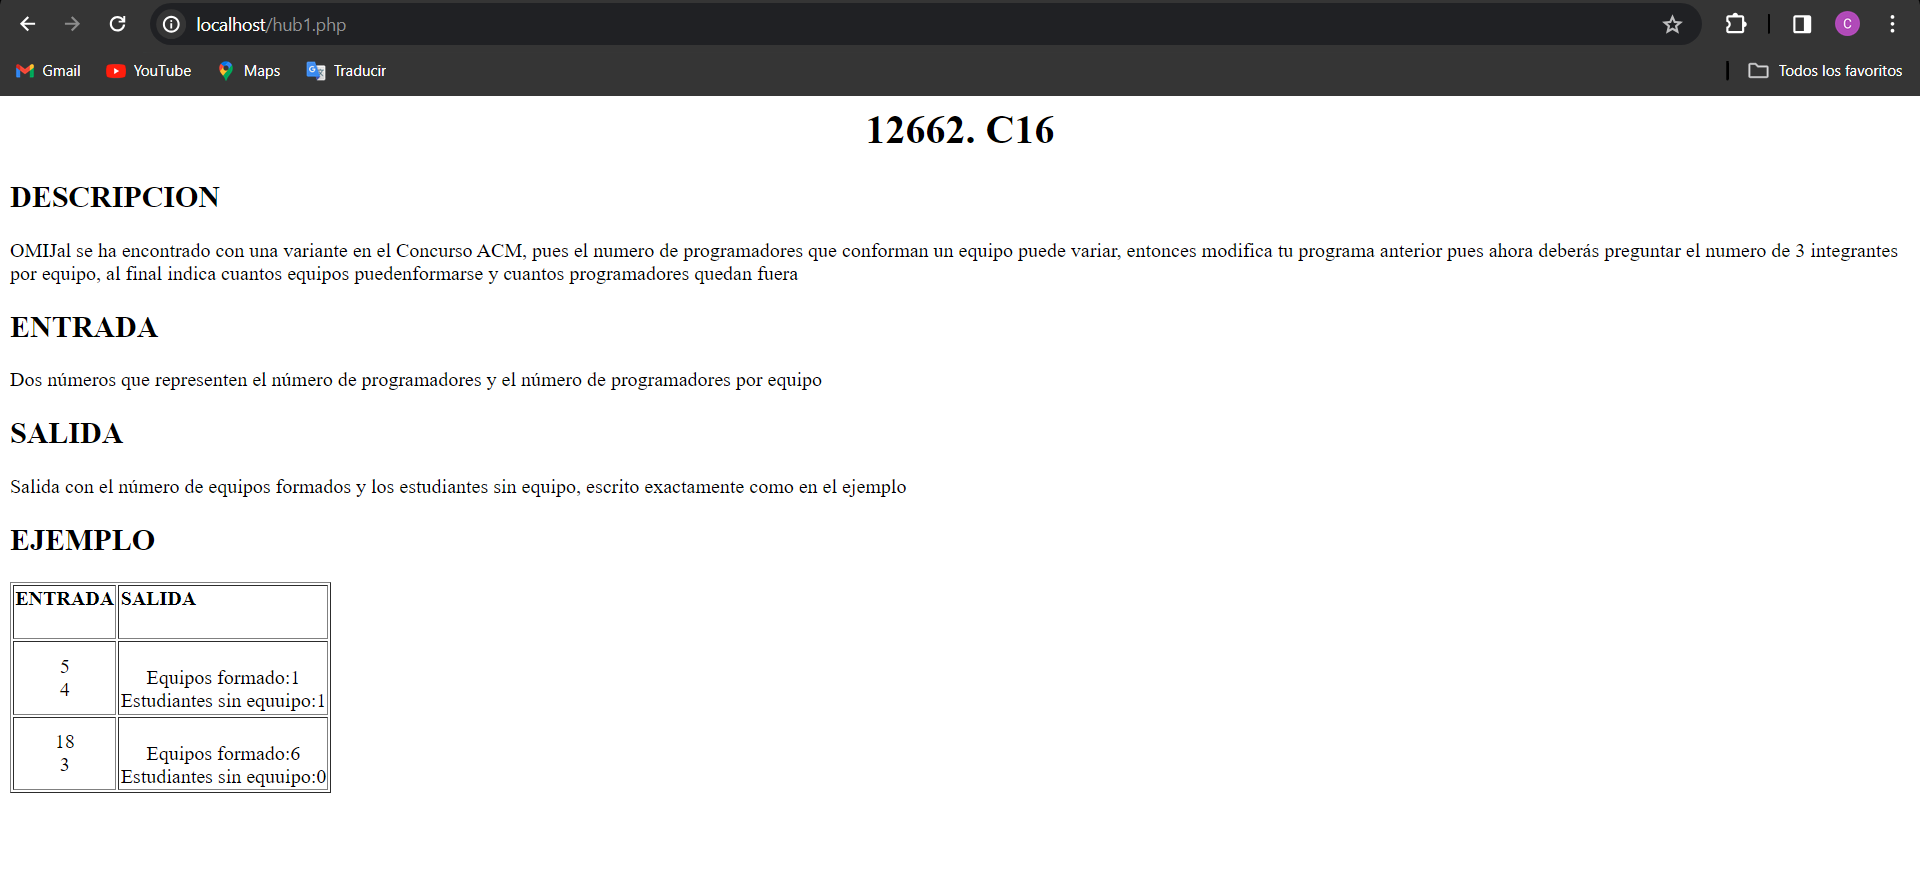 localhost/hub1.php
C
Gmail YouTube Maps Traducir Todos los favoritos
12662. C16
DESCRIPCION
OMIJal se ha encontrado con una variante en el Concurso ACM, pues el numero de programadores que conforman un equipo puede variar, entonces modifica tu programa anterior pues ahora deberás preguntar el numero de 3 integrantes
por equipo, al final indica cuantos equipos puedenformarse y cuantos programadores quedan fuera
ENTRADA
Dos números que representen el número de programadores y el número de programadores por equipo
SALIDA
Salida con el número de equipos formados y los estudiantes sin equipo, escrito exactamente como en el ejemplo
EJEMPLO
ENTRADA SALIDA
5
4
Equipos formado:1
Estudiantes sin equuipo:1
18
3
Equipos formado:6
Estudiantes sin equuipo:0